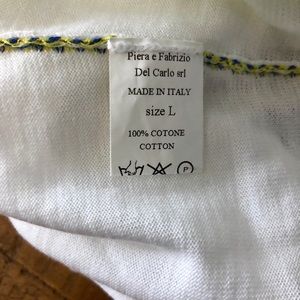 Piera e Fabrizio
Del Carlo srl
MADE IN ITALY
size L
100% COTONE
COTTON
P